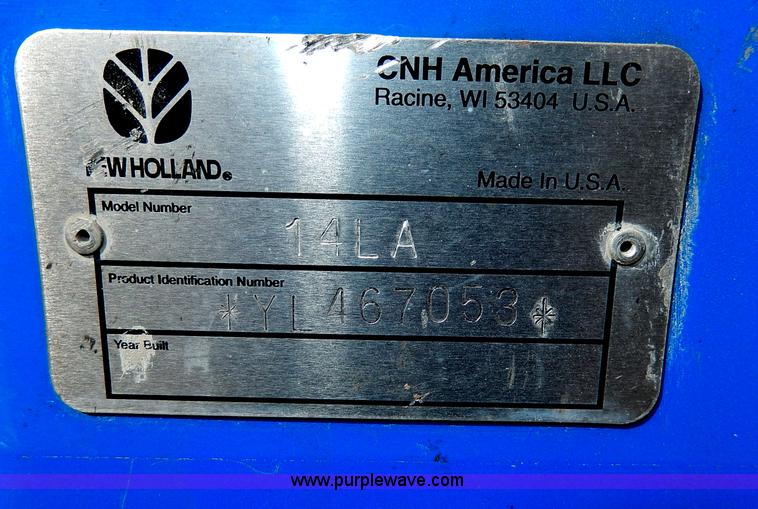 CNH America LLC
Racine, WI 53404 U.S.A.
NEW HOLLAND®
Made In U.S.A.
Model Number
14LA
Product Identification Number
*YL467053*
Year Built
www.purplewave.com